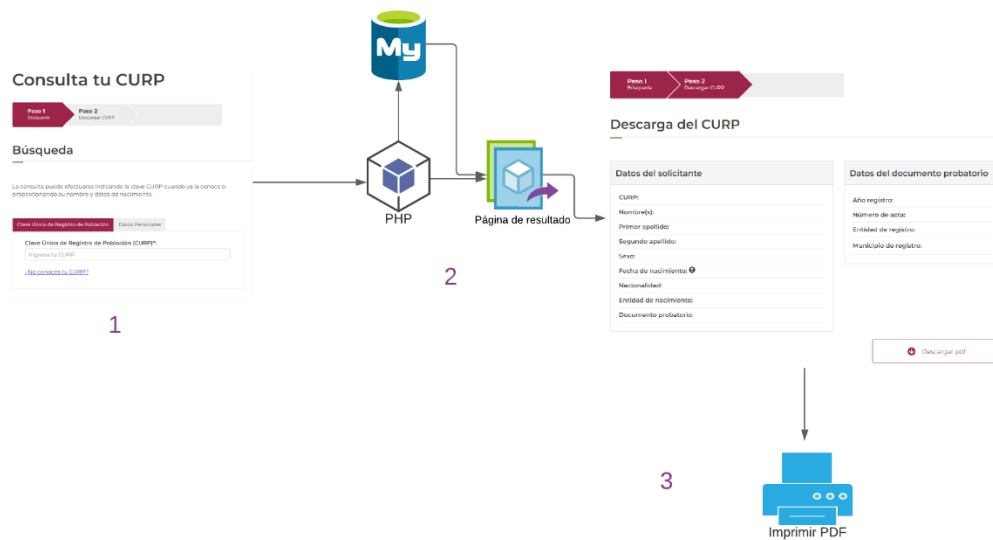 Consulta tu CURP
Paso 1
Búsqueda
Paso 2
Descargar CURP
Búsqueda
La consulta puede efectuarse indicando la clave CURP cuando ya la conoce o
proporcionando su nombre y datos de nacimiento.
Clave Única de Registro de Población
Datos Personales
Clave Única de Registro de Población (CURP)*:
Ingresa tu CURP
¿No conoces tu CURP?
1
My
PHP
Página de resultado
2
Paso 1
Búsqueda
Paso 2
Descargar CURP
Descarga del CURP
Datos del solicitante
CURP:
Nombre(s):
Primer apellido:
Segundo apellido:
Sexo:
Fecha de nacimiento:
Nacionalidad:
Entidad de nacimiento:
Documento probatorio:
Datos del documento probatorio
Año registro:
Número de acta:
Entidad de registro:
Municipio de registro:
Descargar pdf
3
Imprimir PDF